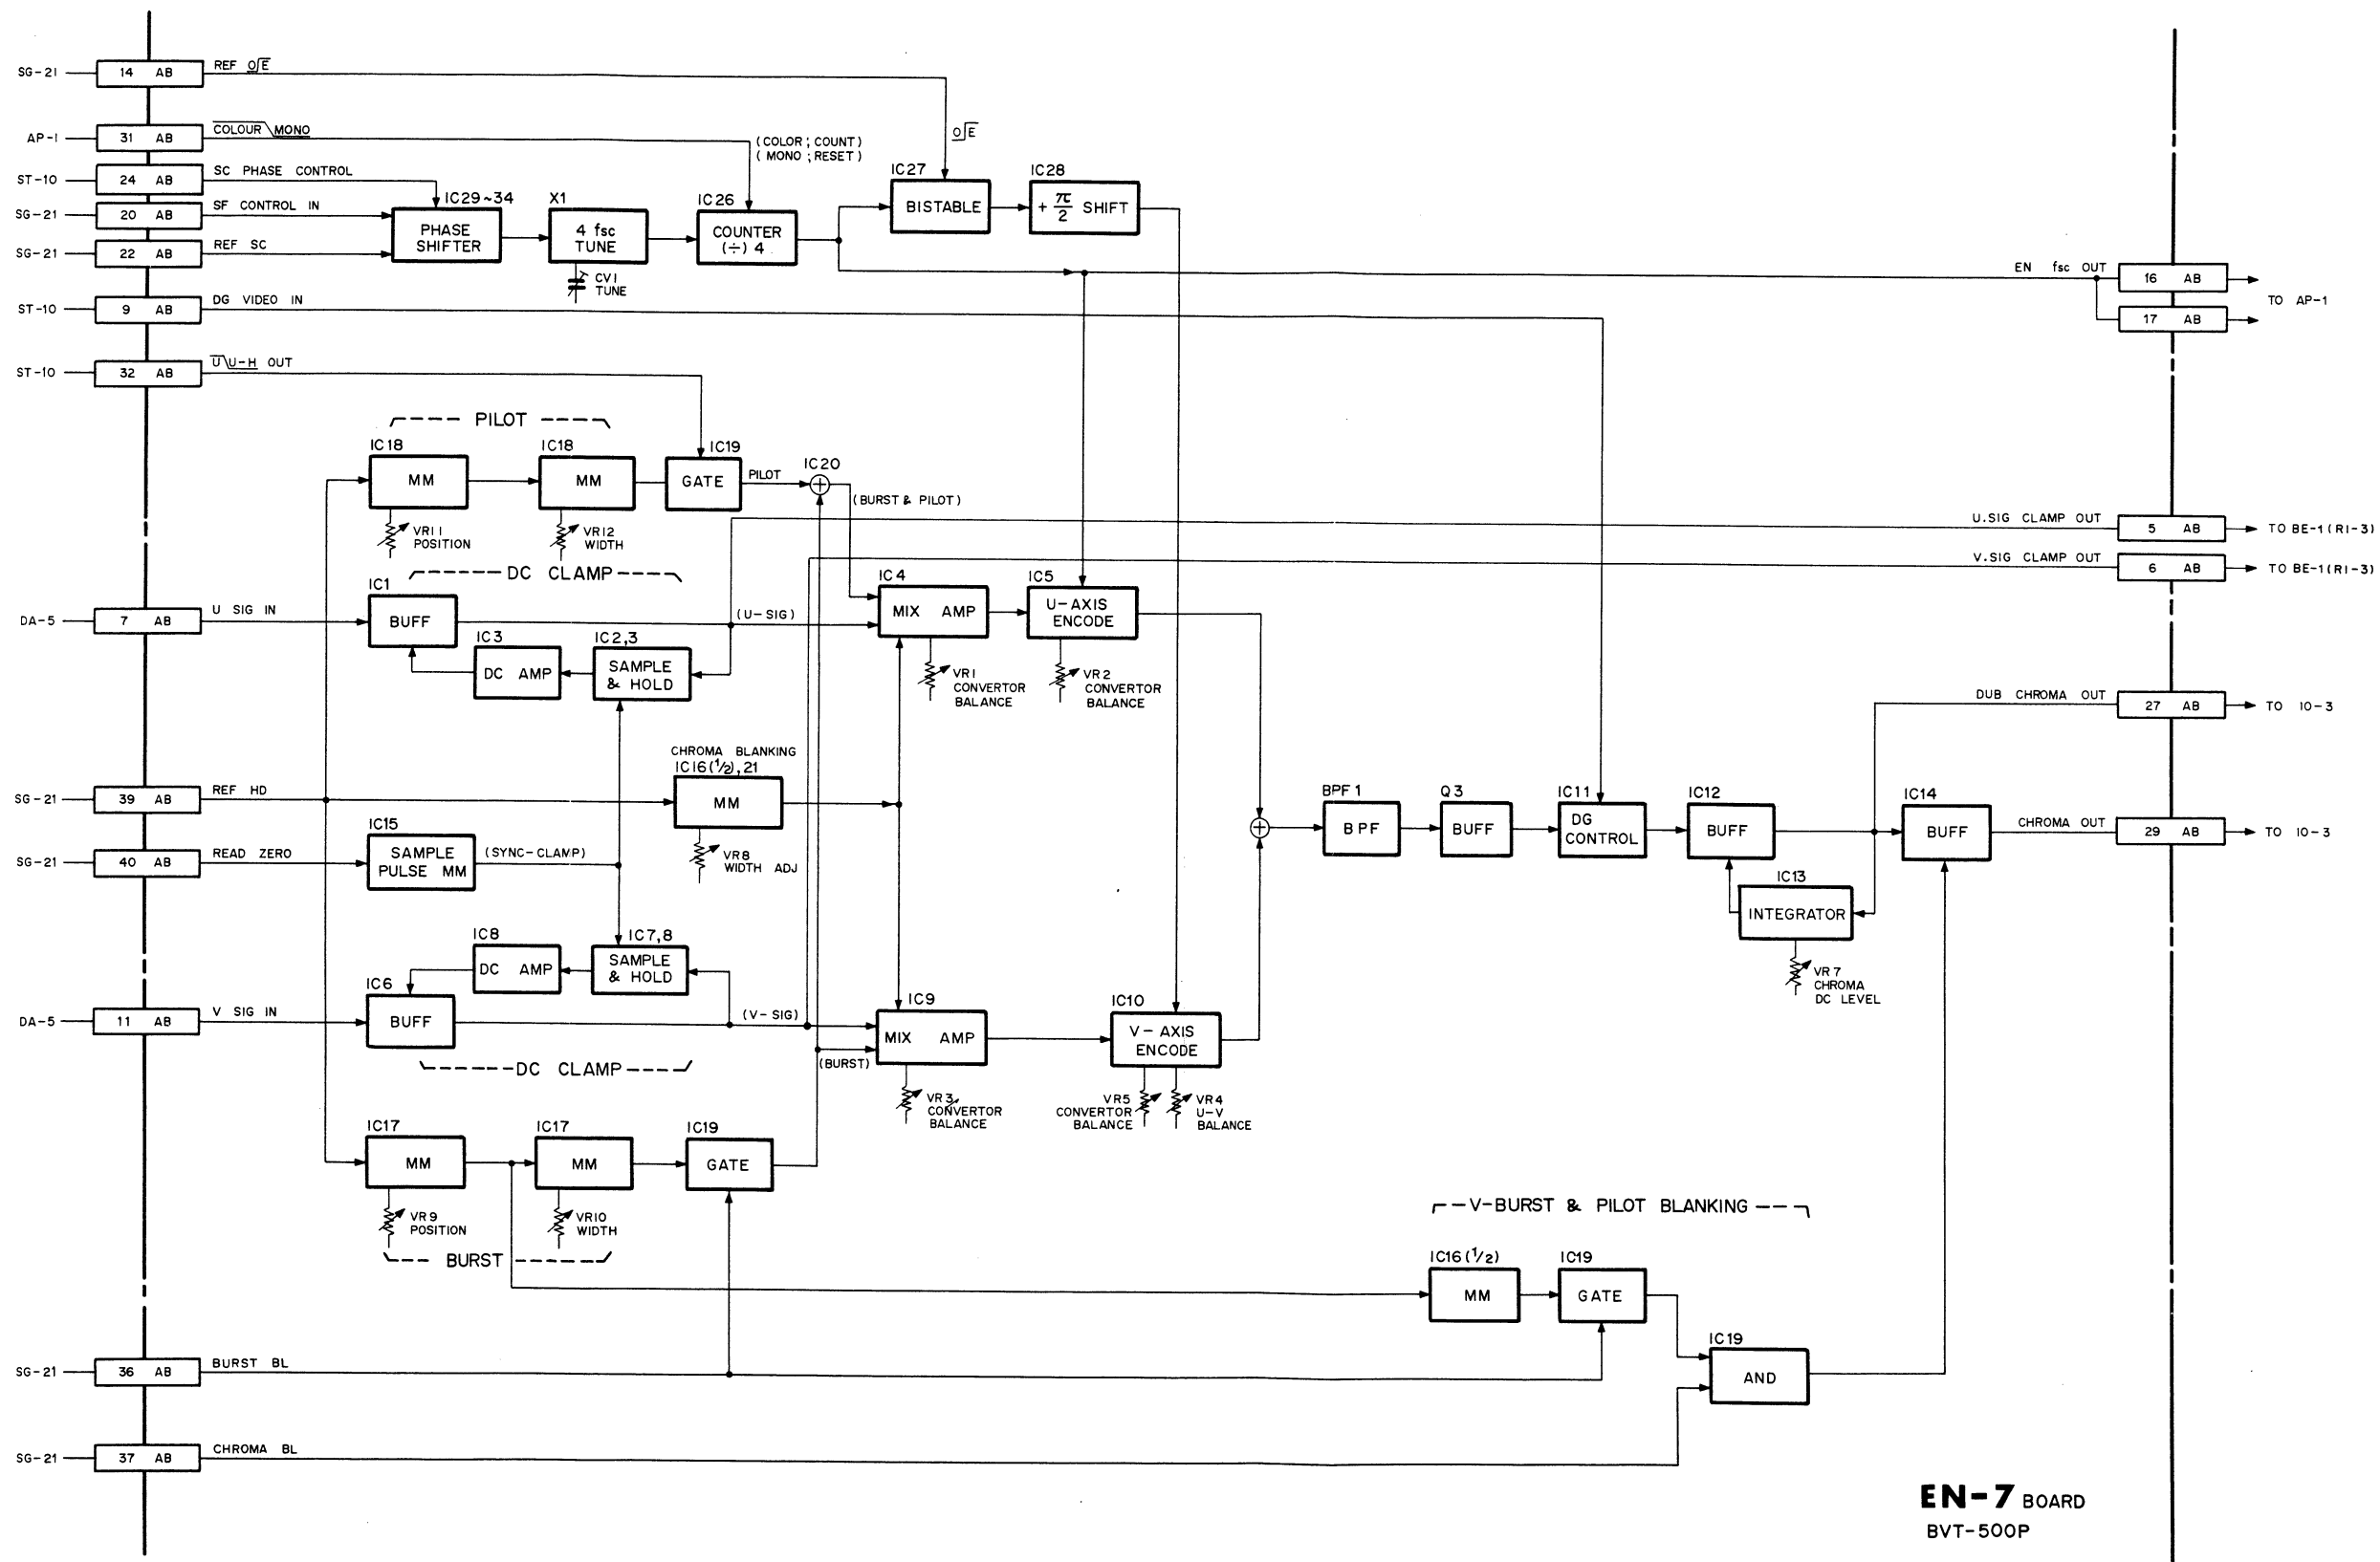 SG-21 14 AB REF O/E
AP-1 31 AB COLOUR\MONO
(COLOR; COUNT)
(MONO; RESET)
O/E
ST-10 24 AB SC PHASE CONTROL
SG-21 20 AB SF CONTROL IN
SG-21 22 AB REF SC
IC29~34
PHASE
SHIFTER
X1
4 fsc
TUNE
CV1
TUNE
IC26
COUNTER
(÷) 4
IC27
BISTABLE
IC28
+ π/2 SHIFT
EN fsc OUT 16 AB
17 AB
TO AP-1
ST-10 9 AB DG VIDEO IN
ST-10 32 AB U\U-H OUT
PILOT
IC18
MM
VR11
POSITION
IC18
MM
VR12
WIDTH
IC19
GATE
PILOT
IC20
+
(BURST & PILOT)
U.SIG CLAMP OUT 5 AB TO BE-1(RI-3)
V.SIG CLAMP OUT 6 AB TO BE-1(RI-3)
DC CLAMP
DA-5 7 AB U SIG IN
IC1
BUFF
(U-SIG)
IC3
DC AMP
IC2,3
SAMPLE
& HOLD
IC4
MIX AMP
VR1
CONVERTOR
BALANCE
IC5
U-AXIS
ENCODE
VR2
CONVERTOR
BALANCE
DUB CHROMA OUT 27 AB TO 10-3
SG-21 39 AB REF HD
CHROMA BLANKING
IC16(1/2),21
MM
VR8
WIDTH ADJ
SG-21 40 AB READ ZERO
IC15
SAMPLE
PULSE MM
(SYNC-CLAMP)
+
BPF1
BPF
Q3
BUFF
IC11
DG
CONTROL
IC12
BUFF
IC13
INTEGRATOR
VR7
CHROMA
DC LEVEL
IC14
BUFF
CHROMA OUT 29 AB TO 10-3
IC8
DC AMP
IC7,8
SAMPLE
& HOLD
DA-5 11 AB V SIG IN
IC6
BUFF
(V-SIG)
DC CLAMP
(BURST)
IC9
MIX AMP
VR3
CONVERTOR
BALANCE
IC10
V-AXIS
ENCODE
VR5
CONVERTOR
BALANCE
VR4
U-V
BALANCE
IC17
MM
VR9
POSITION
IC17
MM
VR10
WIDTH
BURST
IC19
GATE
V-BURST & PILOT BLANKING
IC16(1/2)
MM
IC19
GATE
IC19
AND
SG-21 36 AB BURST BL
SG-21 37 AB CHROMA BL
EN-7 BOARD
BVT-500P